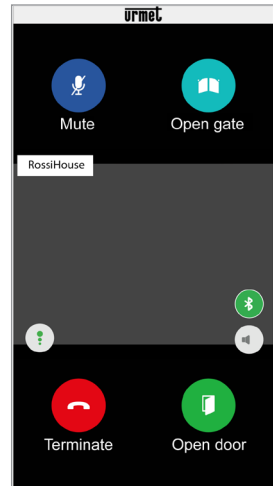 urmet
Mute
Open gate
RossiHouse
Terminate
Open door